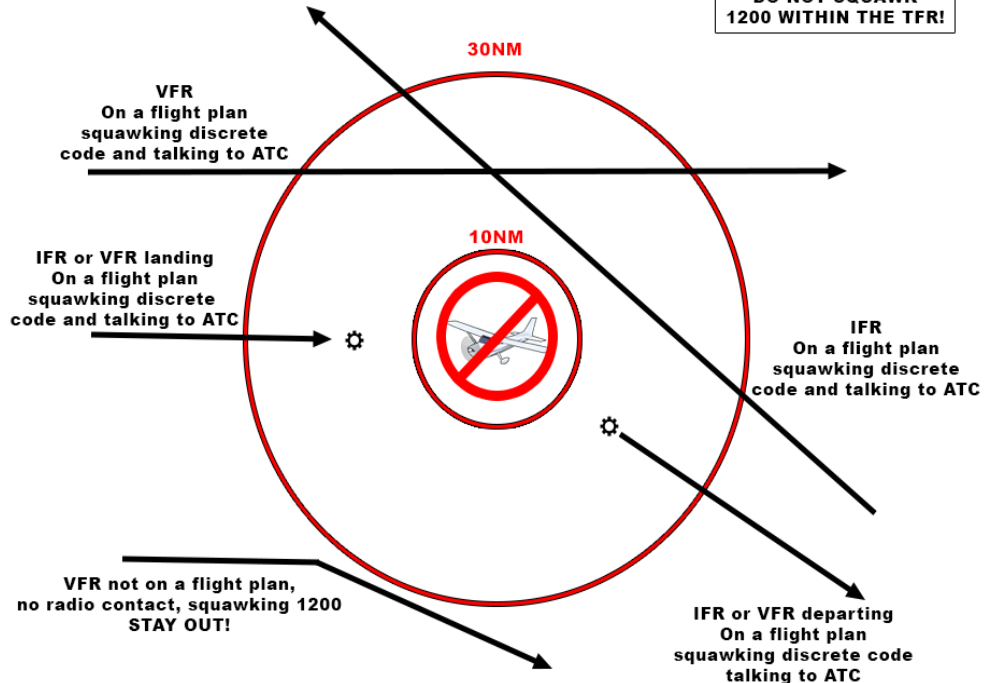 DO NOT SQUAWK
1200 WITHIN THE TFR!
30NM
VFR
On a flight plan
squawking discrete
code and talking to ATC
10NM
IFR or VFR landing
On a flight plan
squawking discrete
code and talking to ATC
IFR
On a flight plan
squawking discrete
code and talking to ATC
VFR not on a flight plan,
no radio contact, squawking 1200
STAY OUT!
IFR or VFR departing
On a flight plan
squawking discrete code
talking to ATC